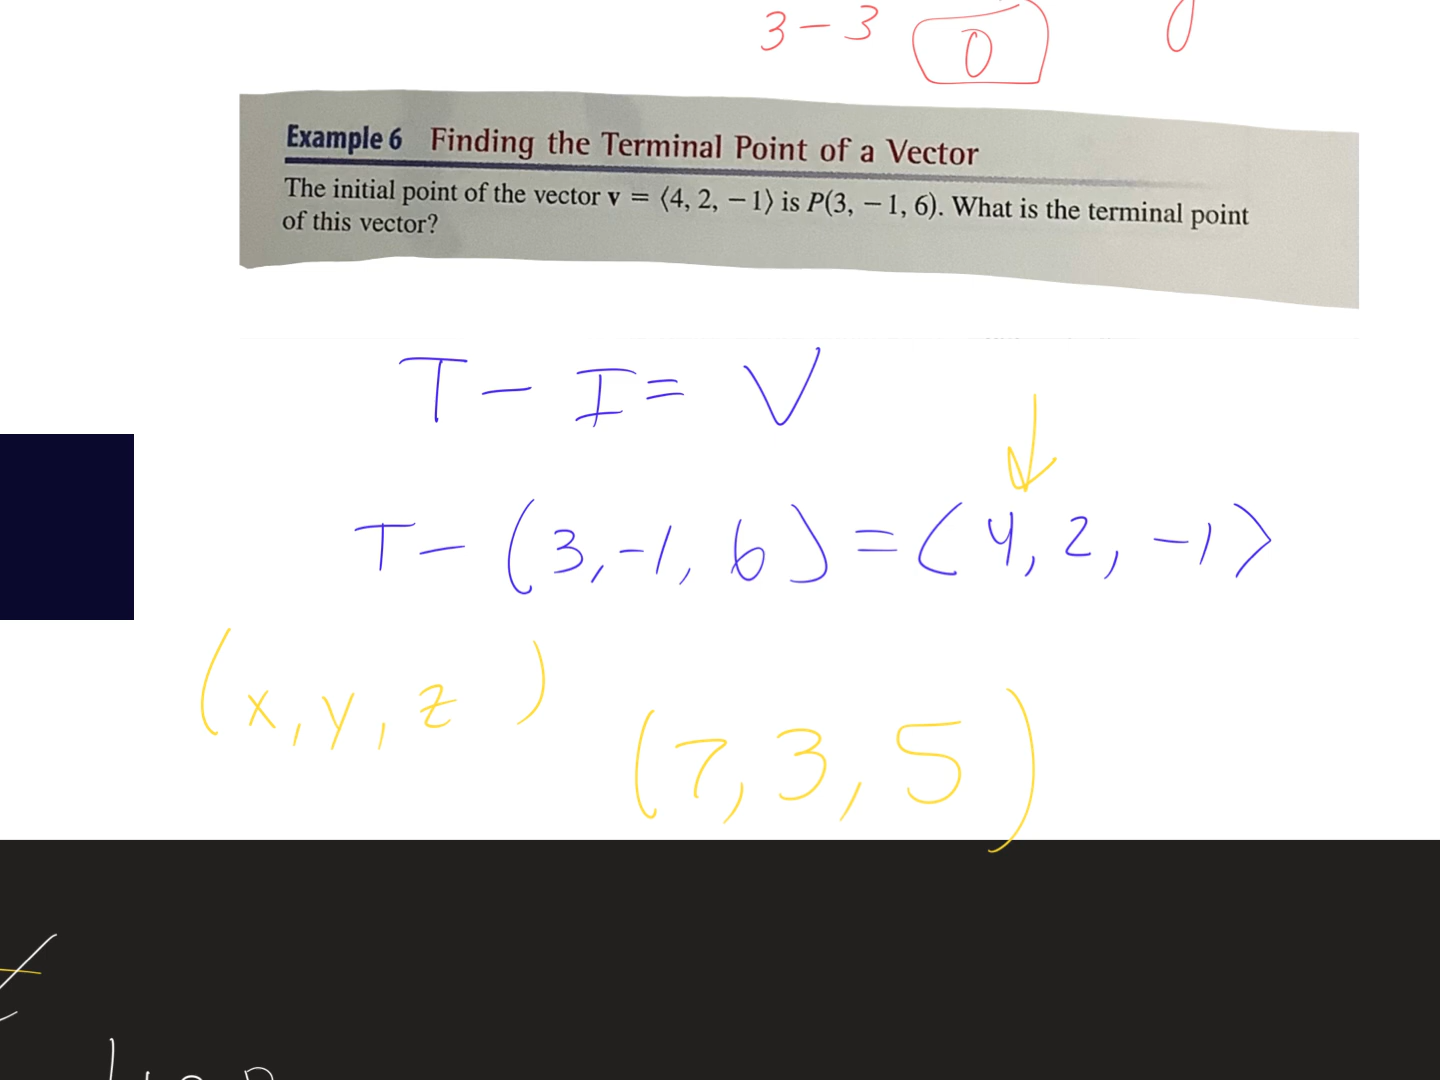 3 - 3 0 0
Example 6 Finding the Terminal Point of a Vector
The initial point of the vector v = ⟨4, 2, −1⟩ is P(3, −1, 6). What is the terminal point
of this vector?
T - I = V
T - (3, -1, 6) = ⟨4, 2, -1⟩
(x, y, z)
(7, 3, 5)